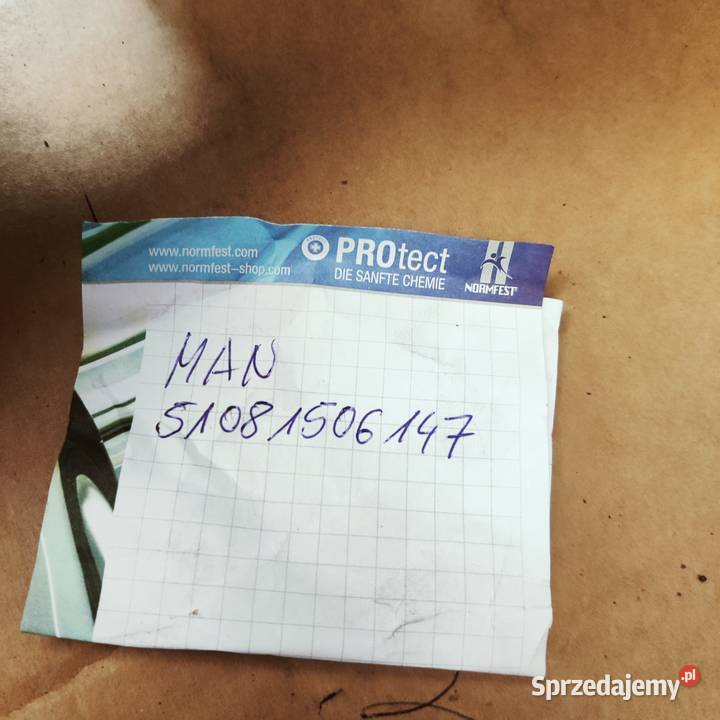 www.normfest.com
www.normfest-shop.com
PROtect
DIE SANFTE CHEMIE
NORMFEST
MAN
51081506147
Sprzedajemy.pl